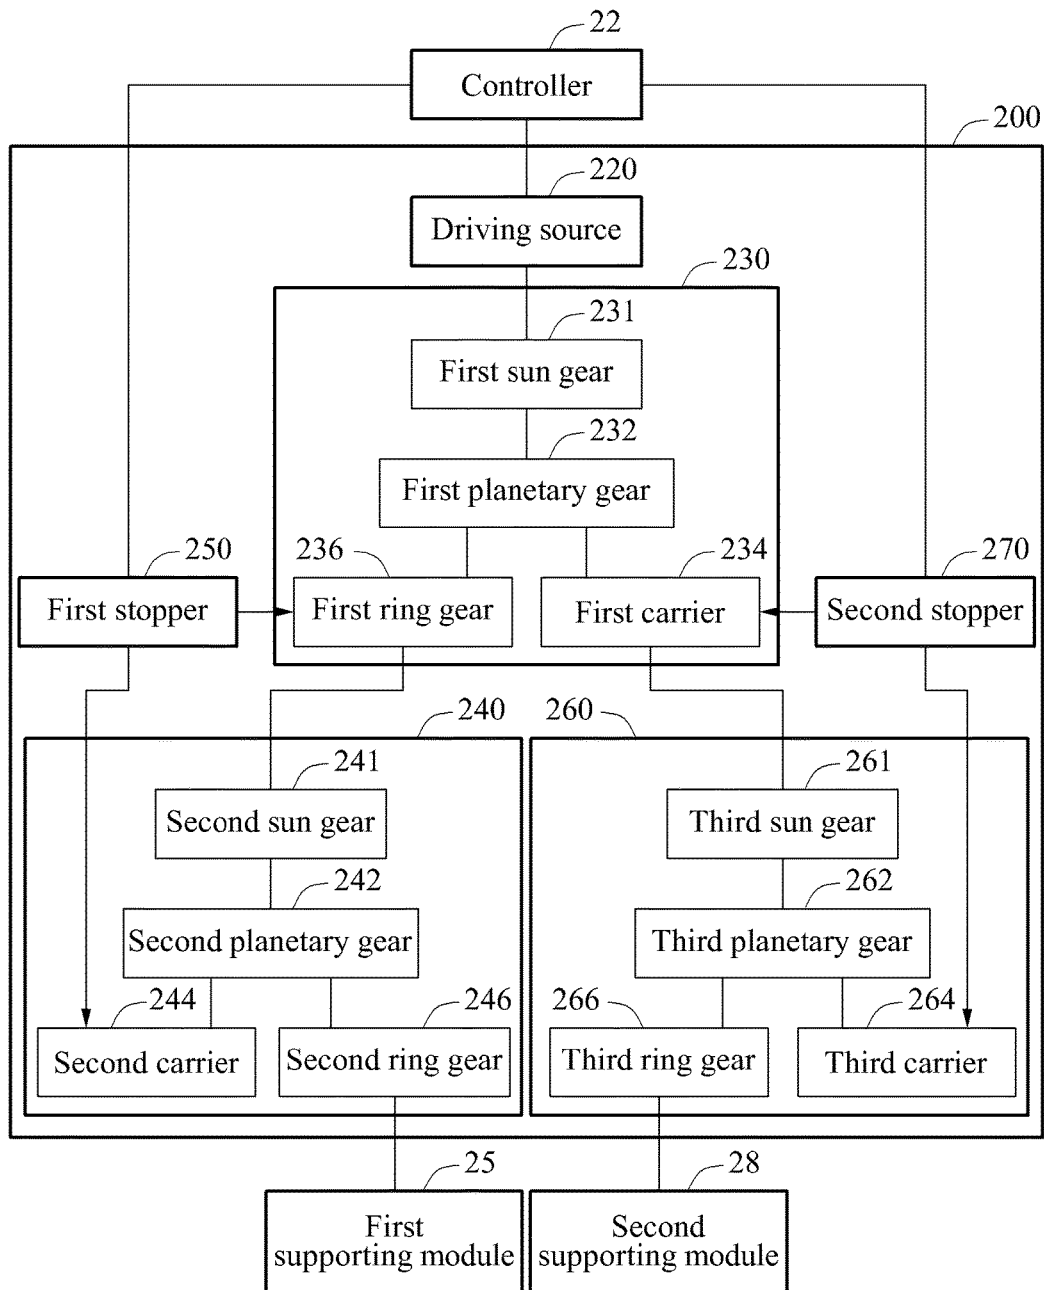 22
Controller
200
220
Driving source
230
231
First sun gear
232
First planetary gear
250
236
234
270
First stopper
First ring gear
First carrier
Second stopper
240
260
241
261
Second sun gear
Third sun gear
242
262
Second planetary gear
Third planetary gear
244
246
266
264
Second carrier
Second ring gear
Third ring gear
Third carrier
25
28
First
supporting module
Second
supporting module